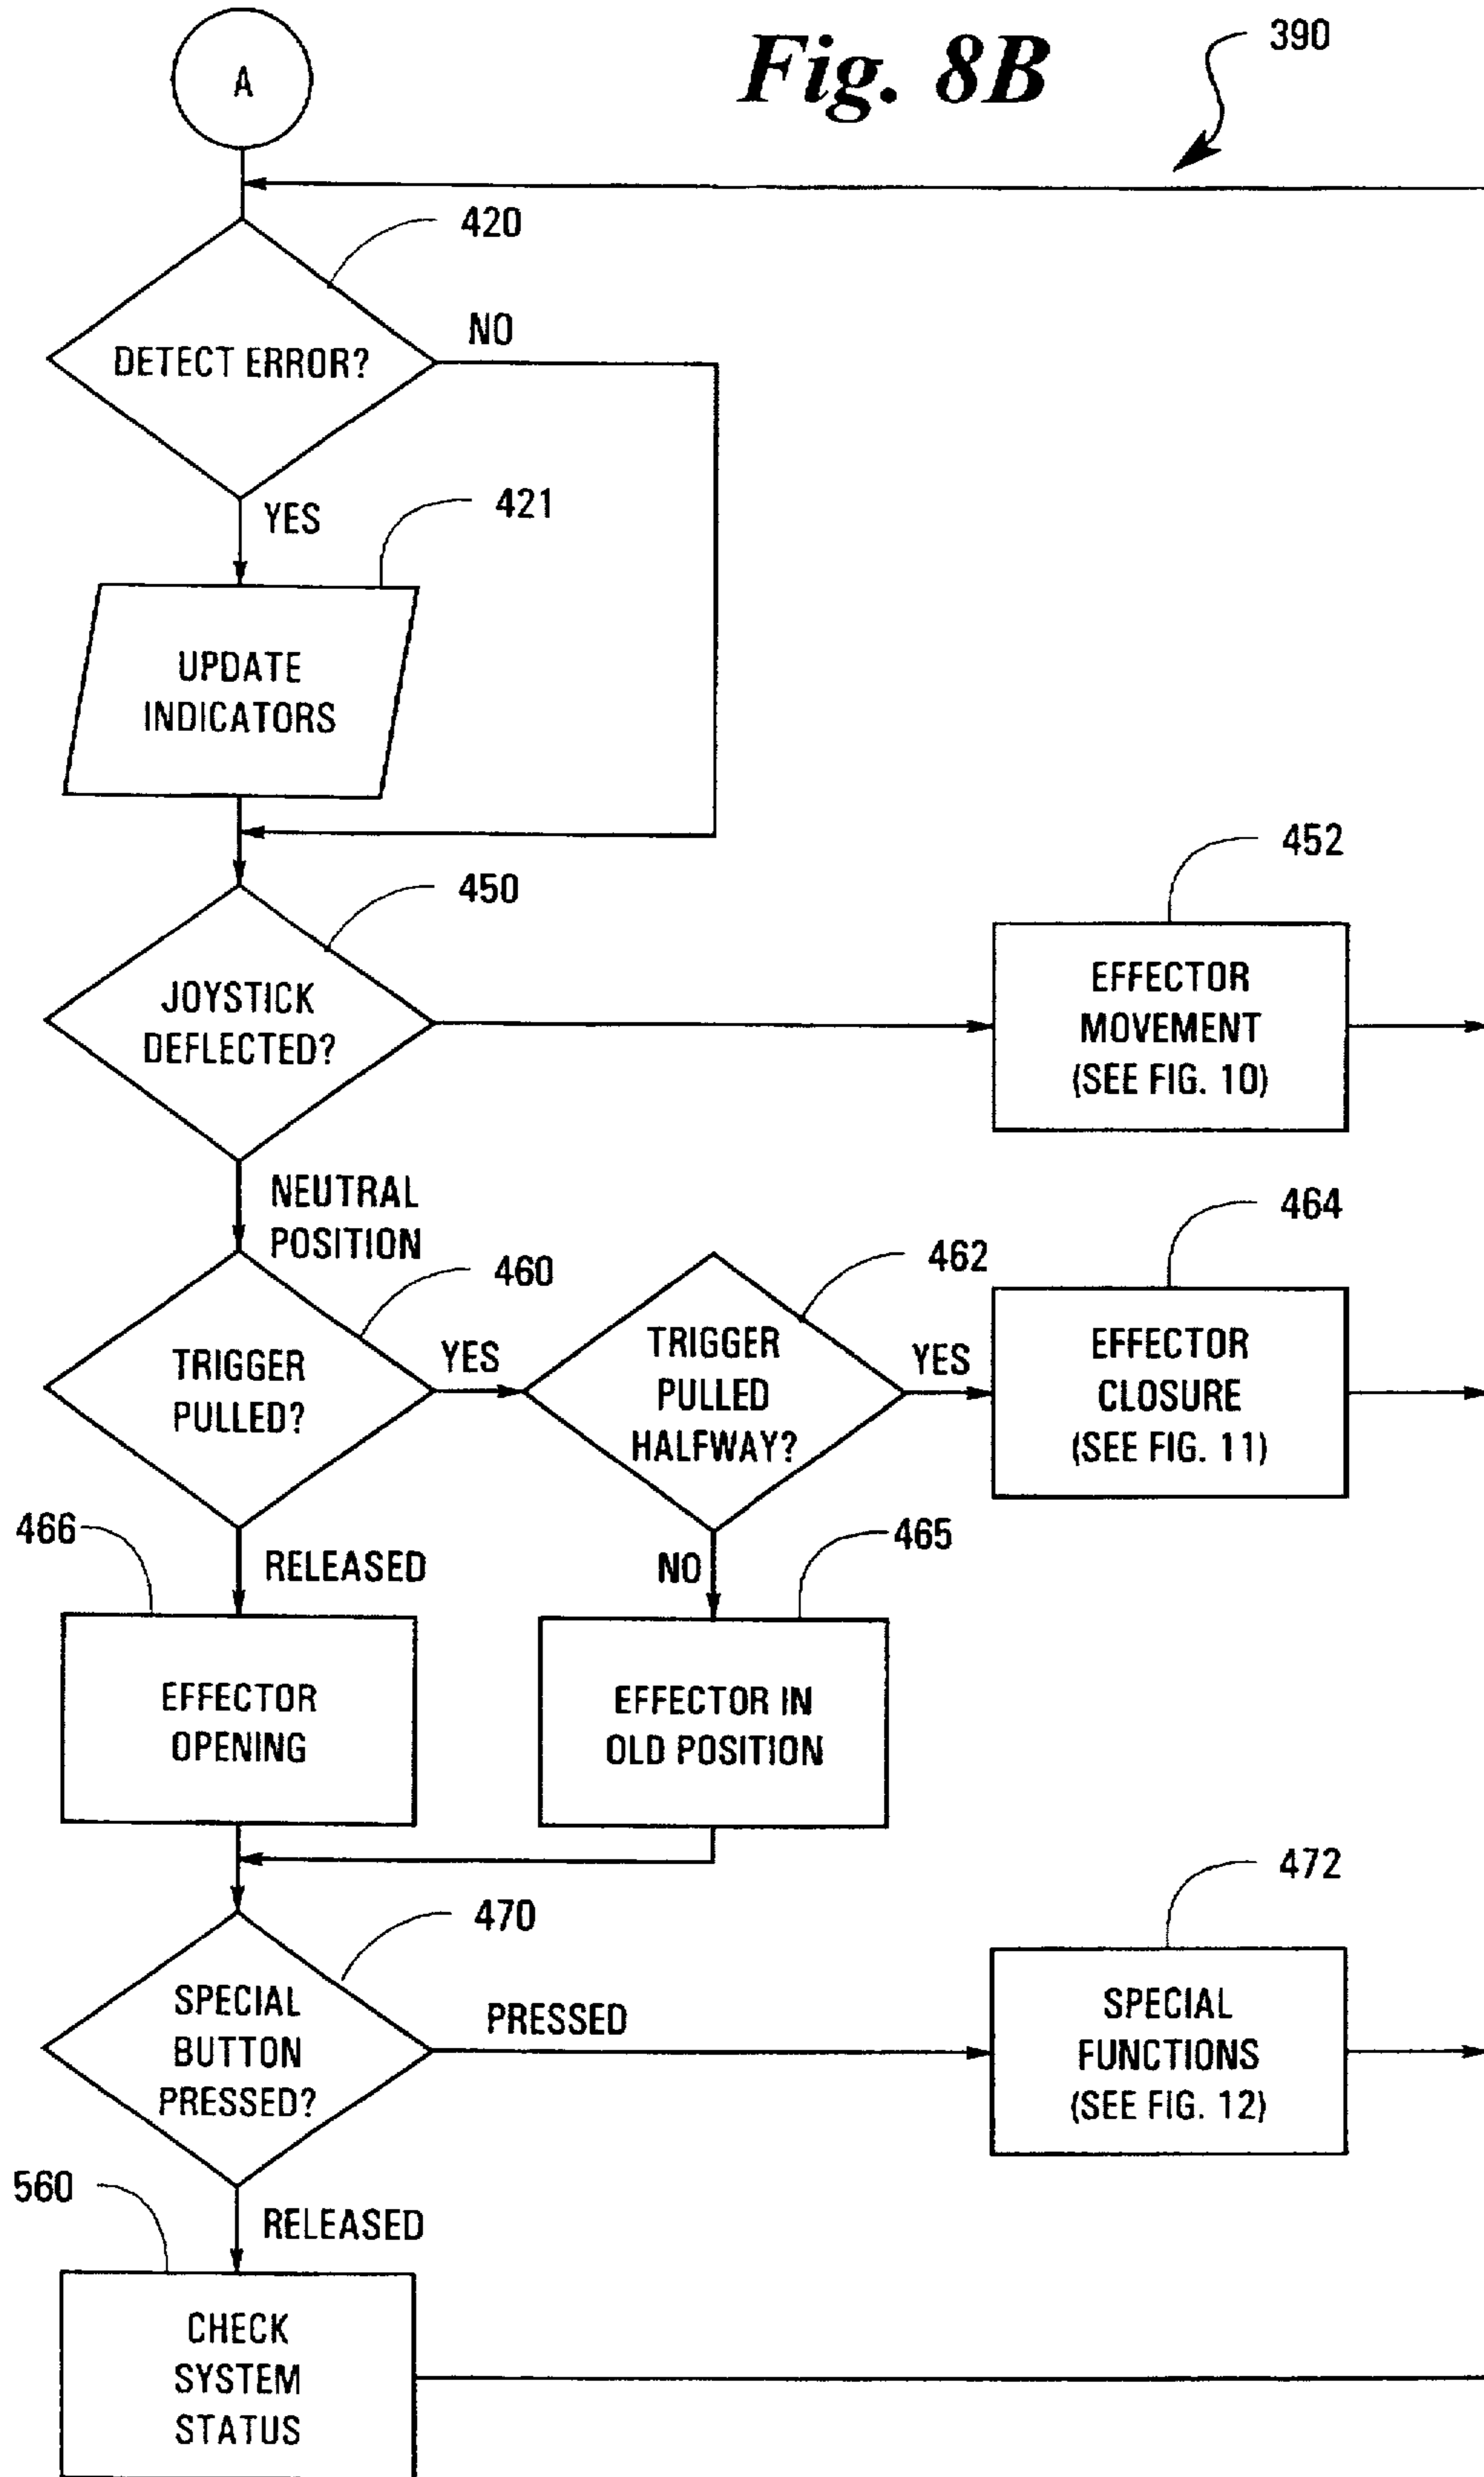 Fig. 8B
390
A
420
DETECT ERROR?
NO
YES
421
UPDATE
INDICATORS
450
JOYSTICK
DEFLECTED?
452
EFFECTOR
MOVEMENT
(SEE FIG. 10)
NEUTRAL
POSITION
460
TRIGGER
PULLED?
YES
462
TRIGGER
PULLED
HALFWAY?
YES
464
EFFECTOR
CLOSURE
(SEE FIG. 11)
466
RELEASED
EFFECTOR
OPENING
NO
465
EFFECTOR IN
OLD POSITION
470
SPECIAL
BUTTON
PRESSED?
PRESSED
472
SPECIAL
FUNCTIONS
(SEE FIG. 12)
560
RELEASED
CHECK
SYSTEM
STATUS